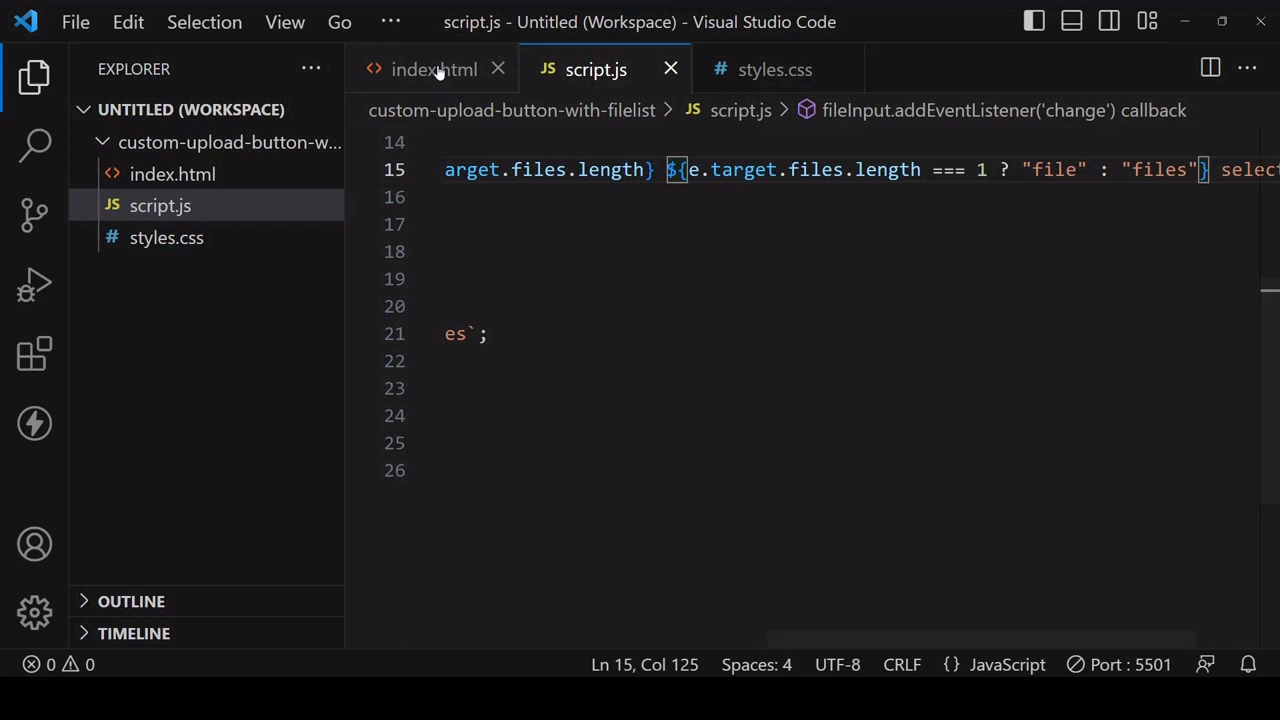 File Edit Selection View Go ··· script.js - Untitled (Workspace) - Visual Studio Code
EXPLORER ···
UNTITLED (WORKSPACE)
custom-upload-button-w...
<> index.html
JS script.js
# styles.css
OUTLINE
TIMELINE
<> index.html JS script.js # styles.css ···
custom-upload-button-with-filelist > JS script.js > fileInput.addEventListener('change') callback
14
15 arget.files.length} ${e.target.files.length === 1 ? "file" : "files"} select
16
17
18
19
20
21 es`;
22
23
24
25
26
0 0 Ln 15, Col 125 Spaces: 4 UTF-8 CRLF {} JavaScript Port : 5501